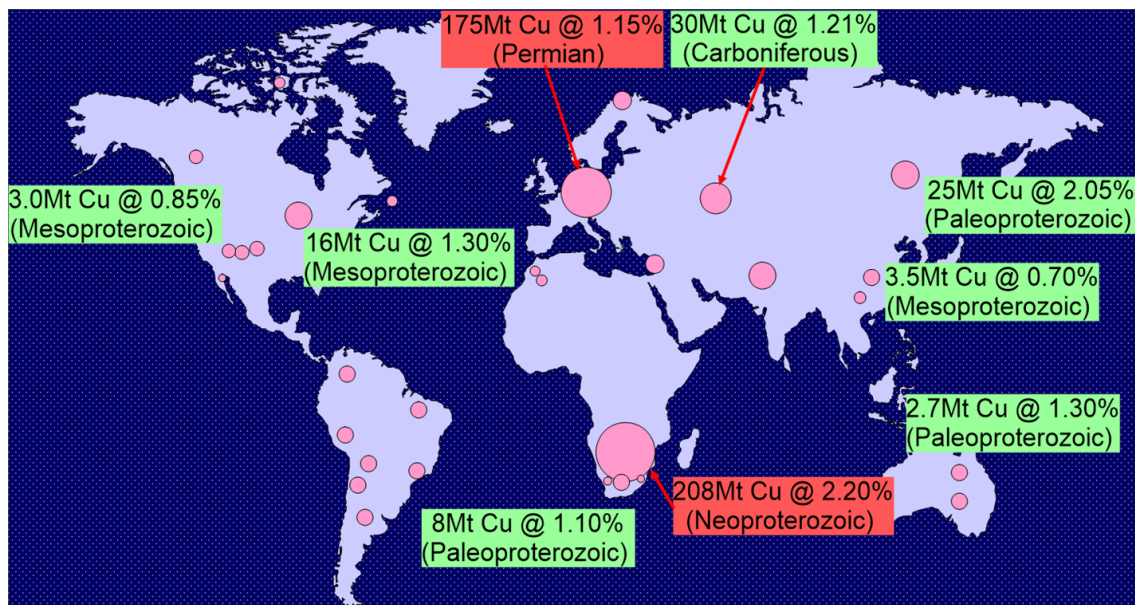 175Mt Cu @ 1.15%
(Permian)
30Mt Cu @ 1.21%
(Carboniferous)
3.0Mt Cu @ 0.85%
(Mesoproterozoic)
16Mt Cu @ 1.30%
(Mesoproterozoic)
25Mt Cu @ 2.05%
(Paleoproterozoic)
3.5Mt Cu @ 0.70%
(Mesoproterozoic)
2.7Mt Cu @ 1.30%
(Paleoproterozoic)
208Mt Cu @ 2.20%
(Neoproterozoic)
8Mt Cu @ 1.10%
(Paleoproterozoic)